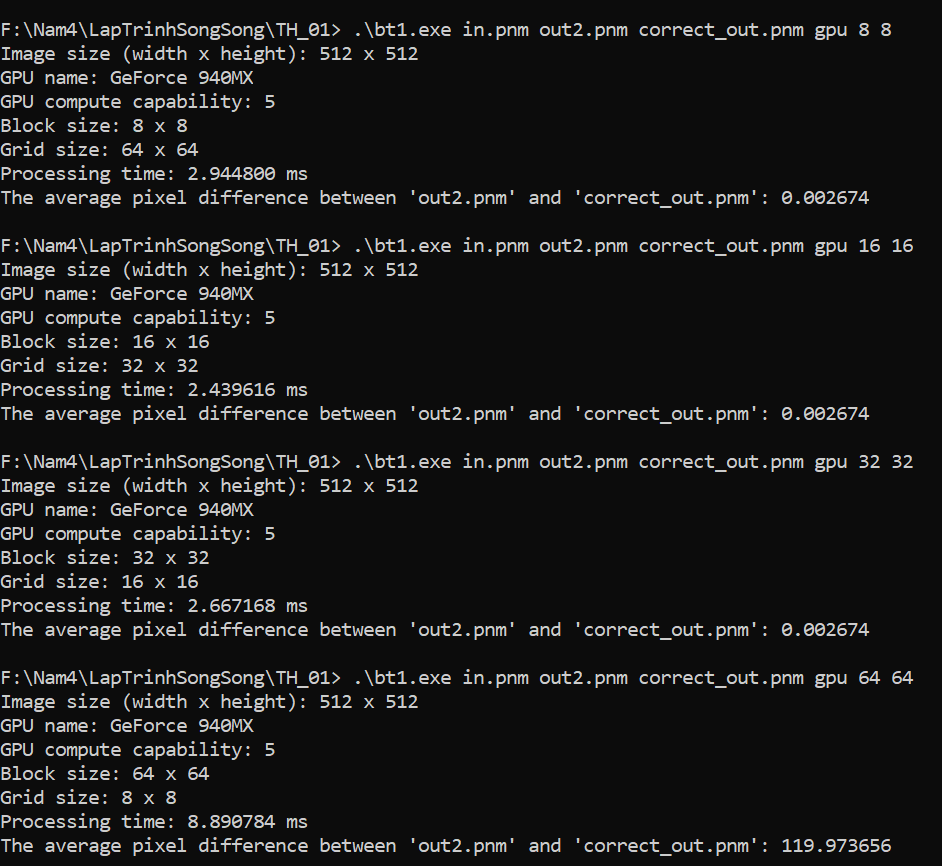 F:\Nam4\LapTrinhSongSong\TH_01> .\bt1.exe in.pnm out2.pnm correct_out.pnm gpu 8 8
Image size (width x height): 512 x 512
GPU name: GeForce 940MX
GPU compute capability: 5
Block size: 8 x 8
Grid size: 64 x 64
Processing time: 2.944800 ms
The average pixel difference between 'out2.pnm' and 'correct_out.pnm': 0.002674
F:\Nam4\LapTrinhSongSong\TH_01> .\bt1.exe in.pnm out2.pnm correct_out.pnm gpu 16 16
Image size (width x height): 512 x 512
GPU name: GeForce 940MX
GPU compute capability: 5
Block size: 16 x 16
Grid size: 32 x 32
Processing time: 2.439616 ms
The average pixel difference between 'out2.pnm' and 'correct_out.pnm': 0.002674
F:\Nam4\LapTrinhSongSong\TH_01> .\bt1.exe in.pnm out2.pnm correct_out.pnm gpu 32 32
Image size (width x height): 512 x 512
GPU name: GeForce 940MX
GPU compute capability: 5
Block size: 32 x 32
Grid size: 16 x 16
Processing time: 2.667168 ms
The average pixel difference between 'out2.pnm' and 'correct_out.pnm': 0.002674
F:\Nam4\LapTrinhSongSong\TH_01> .\bt1.exe in.pnm out2.pnm correct_out.pnm gpu 64 64
Image size (width x height): 512 x 512
GPU name: GeForce 940MX
GPU compute capability: 5
Block size: 64 x 64
Grid size: 8 x 8
Processing time: 8.890784 ms
The average pixel difference between 'out2.pnm' and 'correct_out.pnm': 119.973656